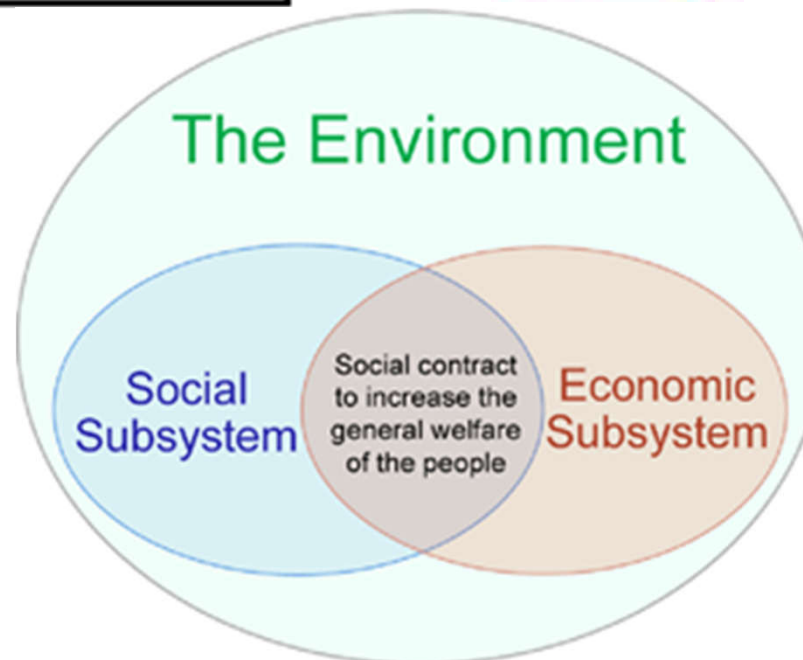 The Environment
Social
Subsystem
Social contract
to increase the
general welfare
of the people
Economic
Subsystem